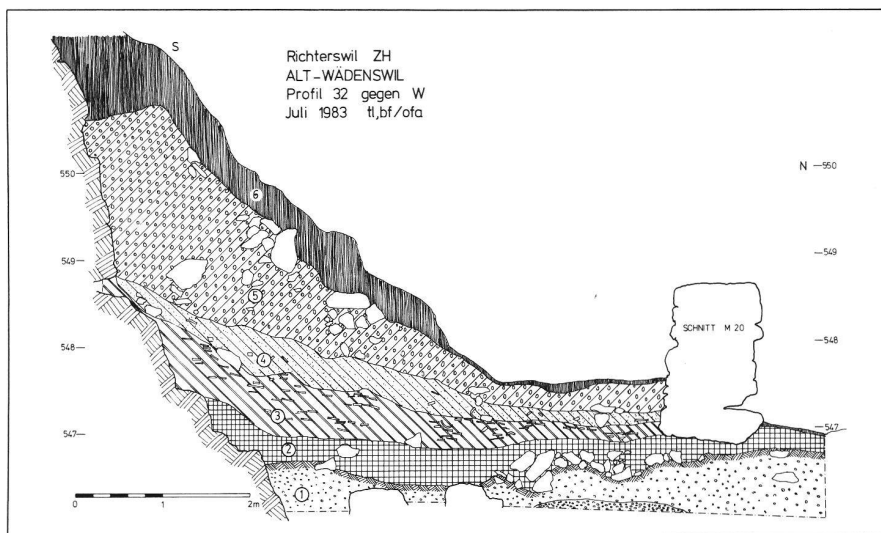 S
Richterswil ZH
ALT-WÄDENSWIL
Profil 32 gegen W
Juli 1983 tl,bf/ofa
550
N 550
6
549
549
5
SCHNITT M 20
548
548
4
3
547
547
2
1
0 1 2m